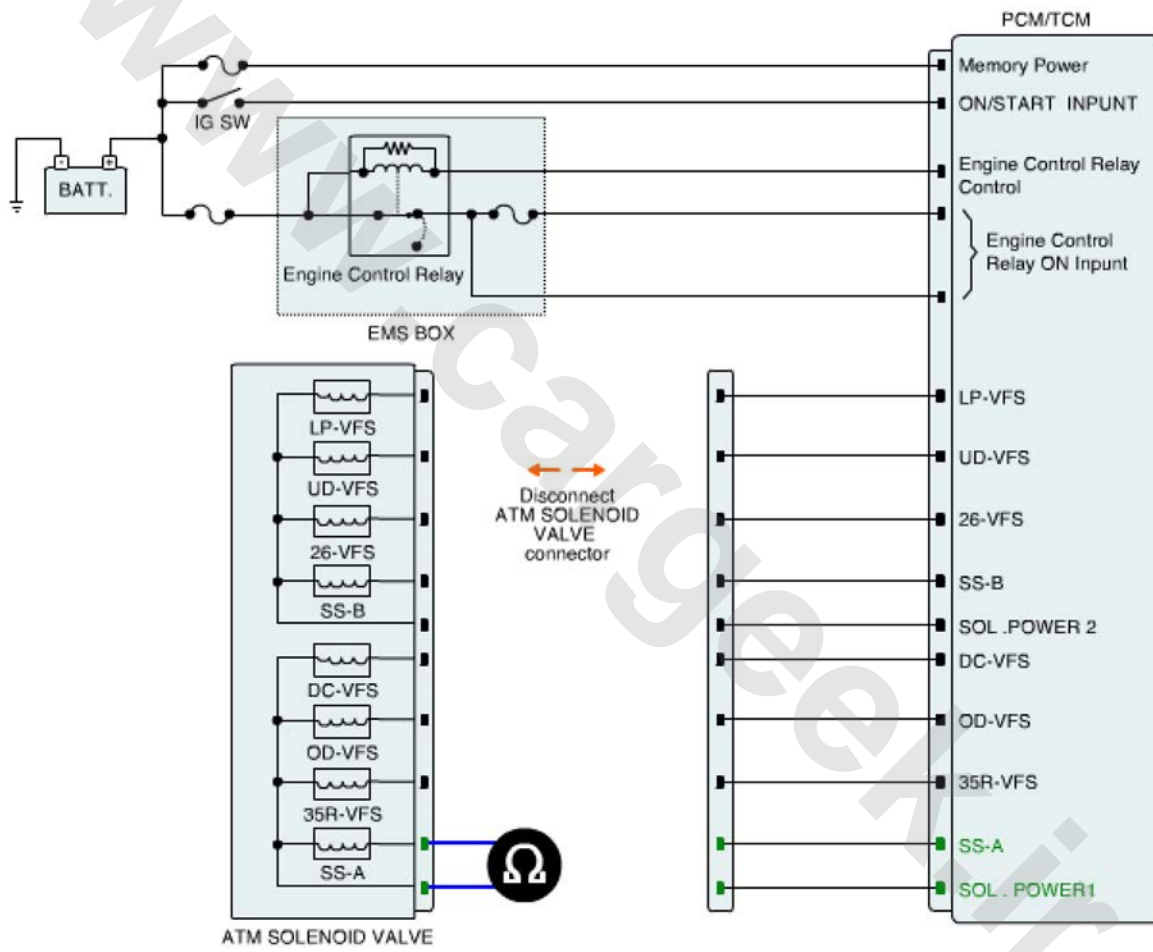 PCM/TCM
Memory Power
ON/START INPUNT
IG SW
Engine Control Relay
Control
- +
BATT.
Engine Control
Relay ON Inpunt
Engine Control Relay
EMS BOX
LP-VFS
UD-VFS
26-VFS
SS-B
DC-VFS
OD-VFS
35R-VFS
SS-A
ATM SOLENOID VALVE
Disconnect
ATM SOLENOID
VALVE
connector
Ω
LP-VFS
UD-VFS
26-VFS
SS-B
SOL .POWER 2
DC-VFS
OD-VFS
35R-VFS
SS-A
SOL . POWER1
www.cargeek.ir